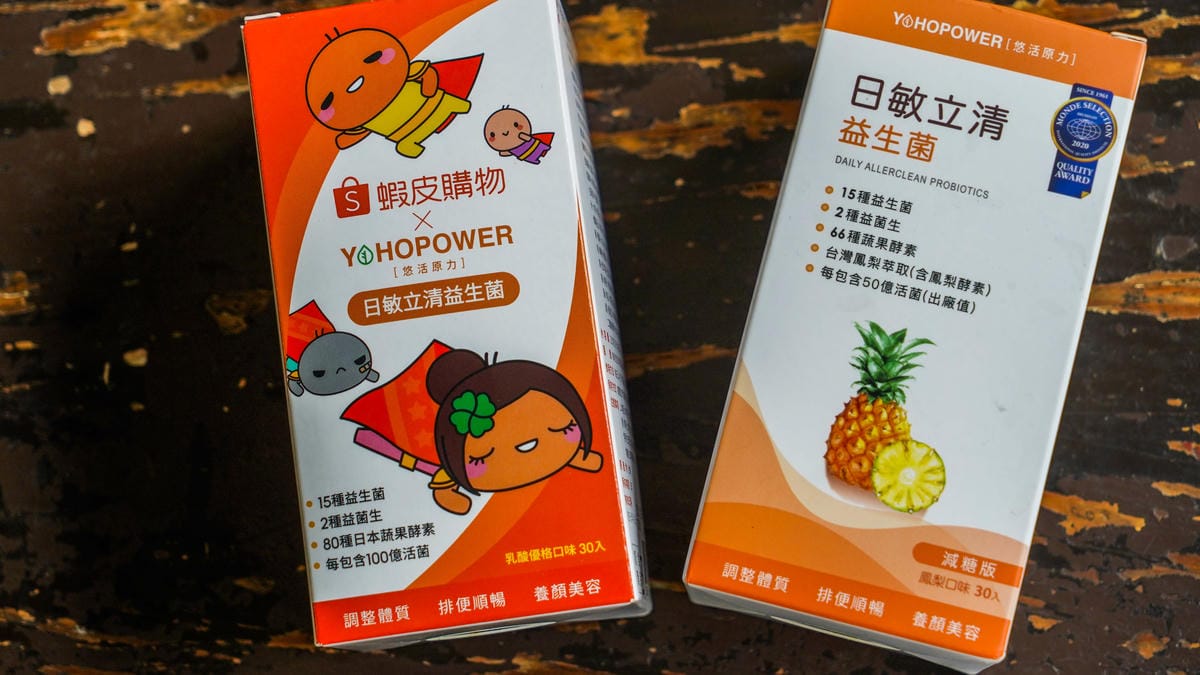 蝦皮購物
×
YOHOPOWER
[悠活原力]
日敏立清益生菌
15種益生菌
2種益菌生
80種日本蔬果酵素
每包含100億活菌
乳酸優格口味 30入
調整體質 排便順暢 養顏美容
YOHOPOWER [悠活原力]
日敏立清
益生菌
DAILY ALLERCLEAN PROBIOTICS
SINCE 1961
MONDE SELECTION
2020
QUALITY
AWARD
15種益生菌
2種益菌生
66種蔬果酵素
台灣鳳梨萃取(含鳳梨酵素)
每包含50億活菌(出廠值)
減糖版
鳳梨口味 30入
調整體質 排便順暢 養顏美容